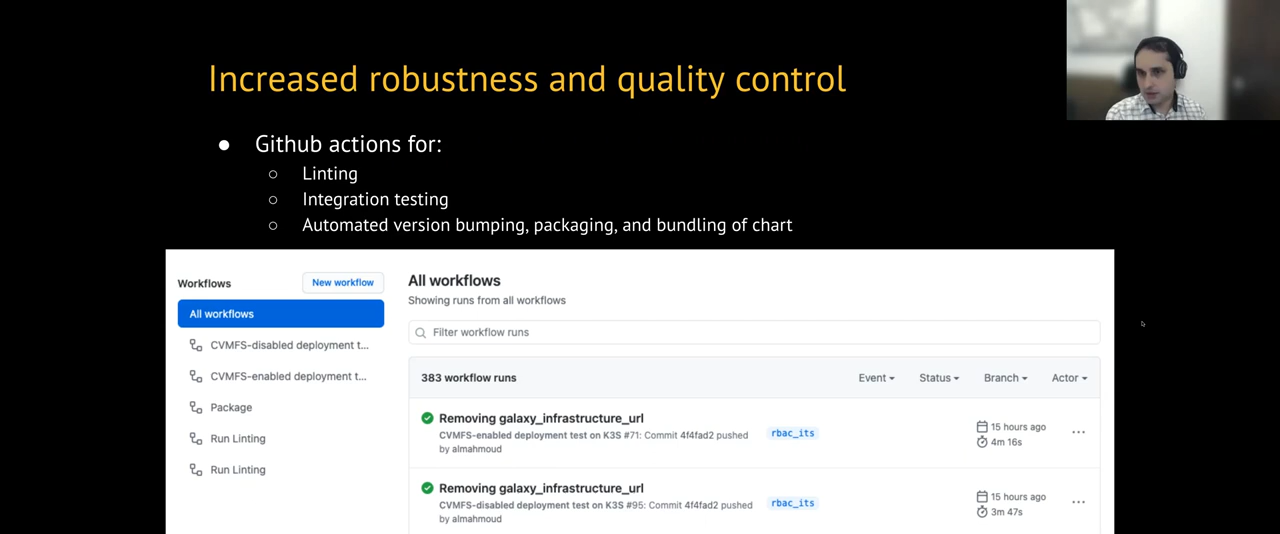 Increased robustness and quality control
● Github actions for:
○ Linting
○ Integration testing
○ Automated version bumping, packaging, and bundling of chart
Workflows
New workflow
All workflows
CVMFS-disabled deployment t...
CVMFS-enabled deployment t...
Package
Run Linting
Run Linting
All workflows
Showing runs from all workflows
Filter workflow runs
383 workflow runs
Event
Status
Branch
Actor
Removing galaxy_infrastructure_url
CVMFS-enabled deployment test on K3S #71: Commit 4f4fad2 pushed
by almahmoud
rbac_its
15 hours ago
4m 16s
Removing galaxy_infrastructure_url
CVMFS-disabled deployment test on K3S #95: Commit 4f4fad2 pushed
by almahmoud
rbac_its
15 hours ago
3m 47s